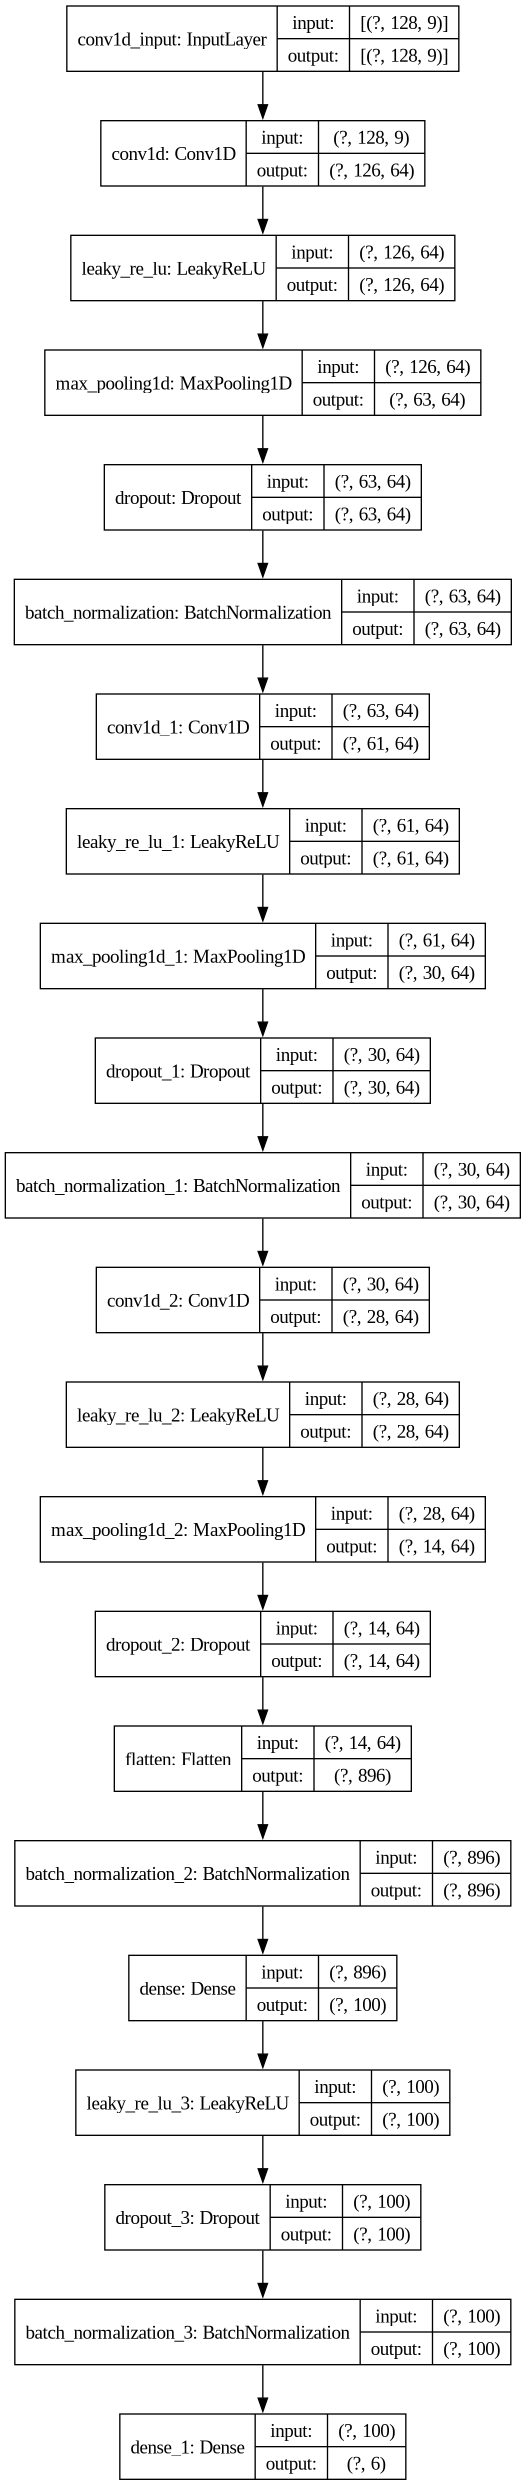 conv1d_input: InputLayer
input: [(?, 128, 9)]
output: [(?, 128, 9)]
conv1d: Conv1D
input: (?, 128, 9)
output: (?, 126, 64)
leaky_re_lu: LeakyReLU
input: (?, 126, 64)
output: (?, 126, 64)
max_pooling1d: MaxPooling1D
input: (?, 126, 64)
output: (?, 63, 64)
dropout: Dropout
input: (?, 63, 64)
output: (?, 63, 64)
batch_normalization: BatchNormalization
input: (?, 63, 64)
output: (?, 63, 64)
conv1d_1: Conv1D
input: (?, 63, 64)
output: (?, 61, 64)
leaky_re_lu_1: LeakyReLU
input: (?, 61, 64)
output: (?, 61, 64)
max_pooling1d_1: MaxPooling1D
input: (?, 61, 64)
output: (?, 30, 64)
dropout_1: Dropout
input: (?, 30, 64)
output: (?, 30, 64)
batch_normalization_1: BatchNormalization
input: (?, 30, 64)
output: (?, 30, 64)
conv1d_2: Conv1D
input: (?, 30, 64)
output: (?, 28, 64)
leaky_re_lu_2: LeakyReLU
input: (?, 28, 64)
output: (?, 28, 64)
max_pooling1d_2: MaxPooling1D
input: (?, 28, 64)
output: (?, 14, 64)
dropout_2: Dropout
input: (?, 14, 64)
output: (?, 14, 64)
flatten: Flatten
input: (?, 14, 64)
output: (?, 896)
batch_normalization_2: BatchNormalization
input: (?, 896)
output: (?, 896)
dense: Dense
input: (?, 896)
output: (?, 100)
leaky_re_lu_3: LeakyReLU
input: (?, 100)
output: (?, 100)
dropout_3: Dropout
input: (?, 100)
output: (?, 100)
batch_normalization_3: BatchNormalization
input: (?, 100)
output: (?, 100)
dense_1: Dense
input: (?, 100)
output: (?, 6)